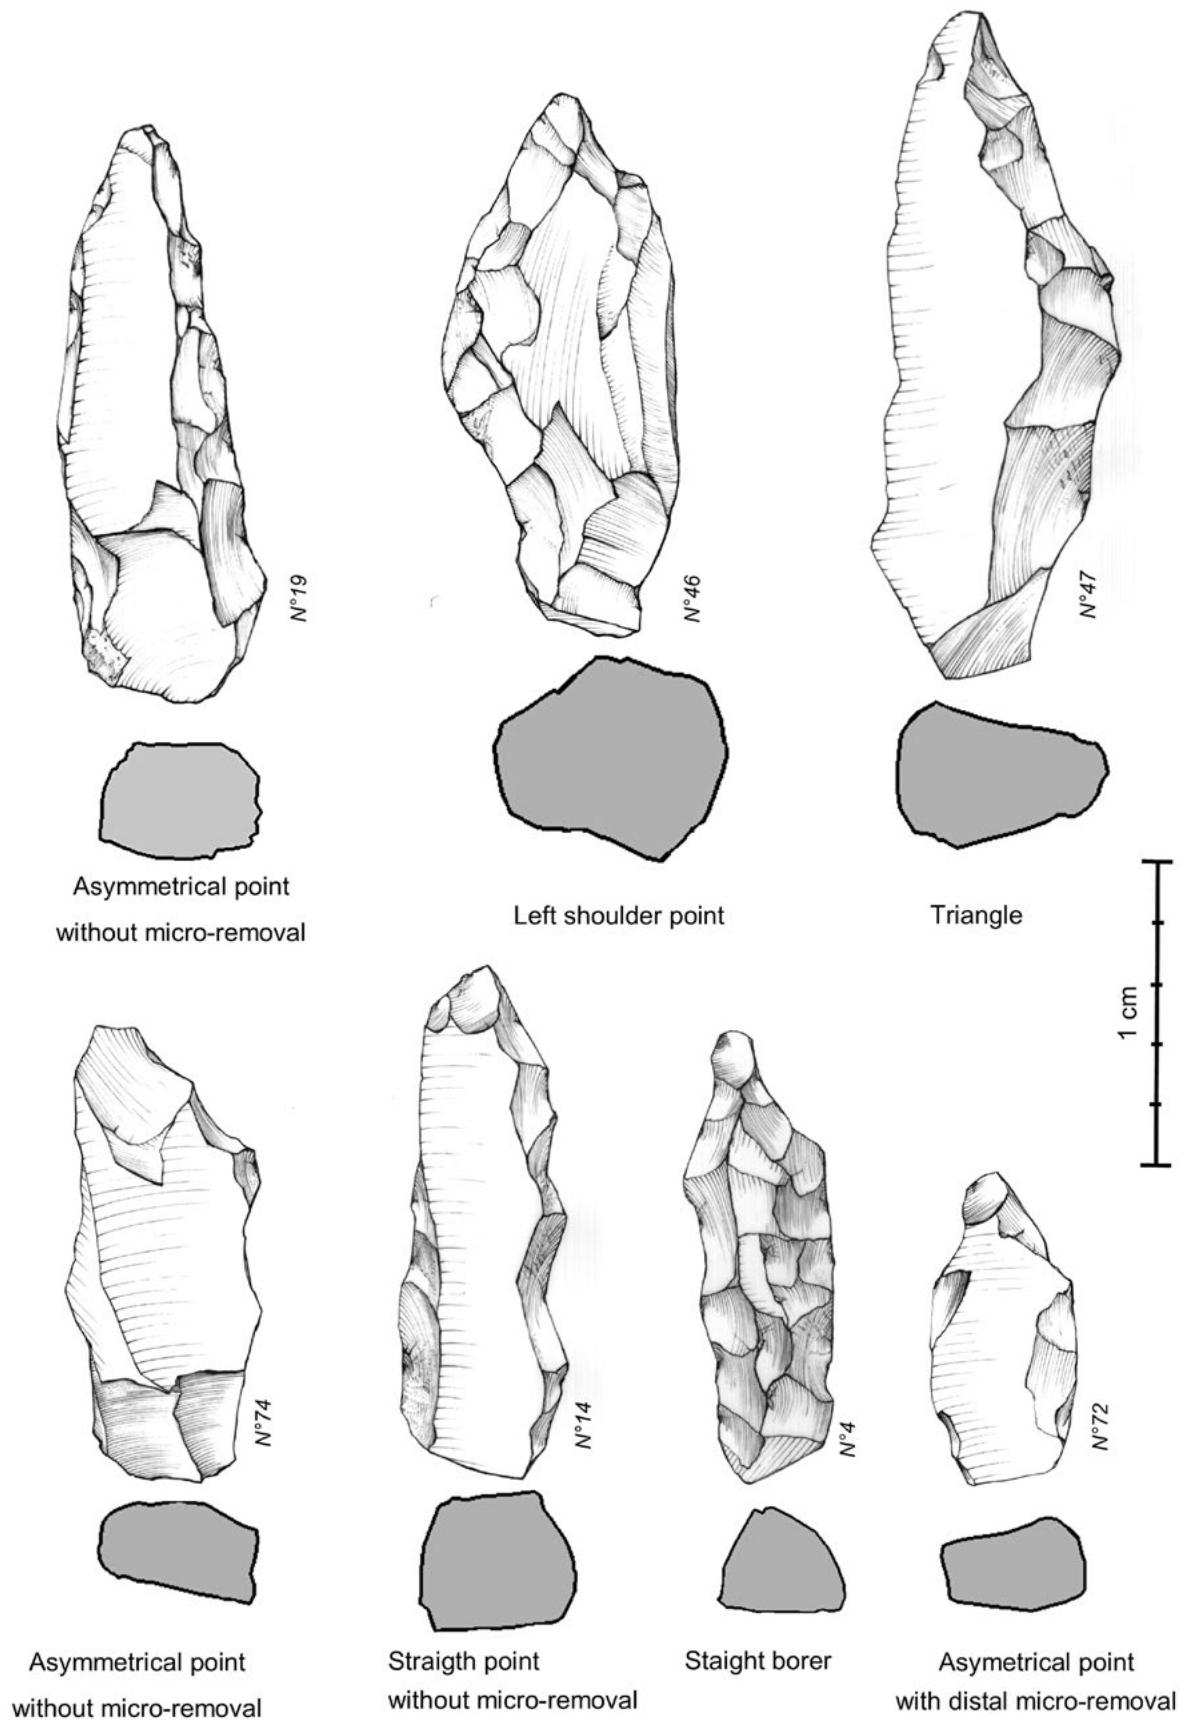 N°19
N°46
N°47
Asymmetrical point
without micro-removal
Left shoulder point
Triangle
1 cm
N°74
N°14
N°4
N°72
Asymmetrical point
without micro-removal
Straigth point
without micro-removal
Staight borer
Asymetrical point
with distal micro-removal